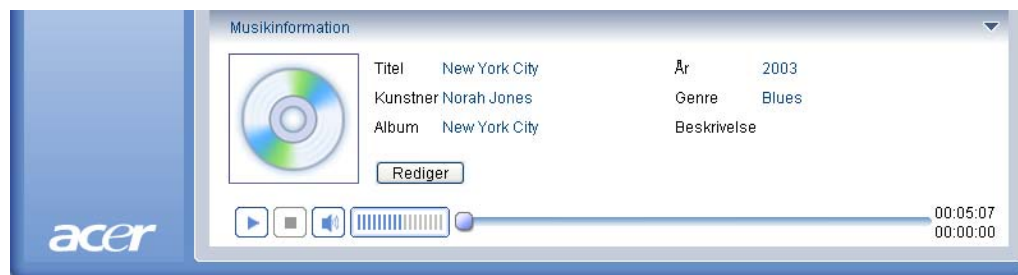 Musikinformation
Titel New York City År 2003
Kunstner Norah Jones Genre Blues
Album New York City Beskrivelse
Rediger
00:05:07
00:00:00
acer